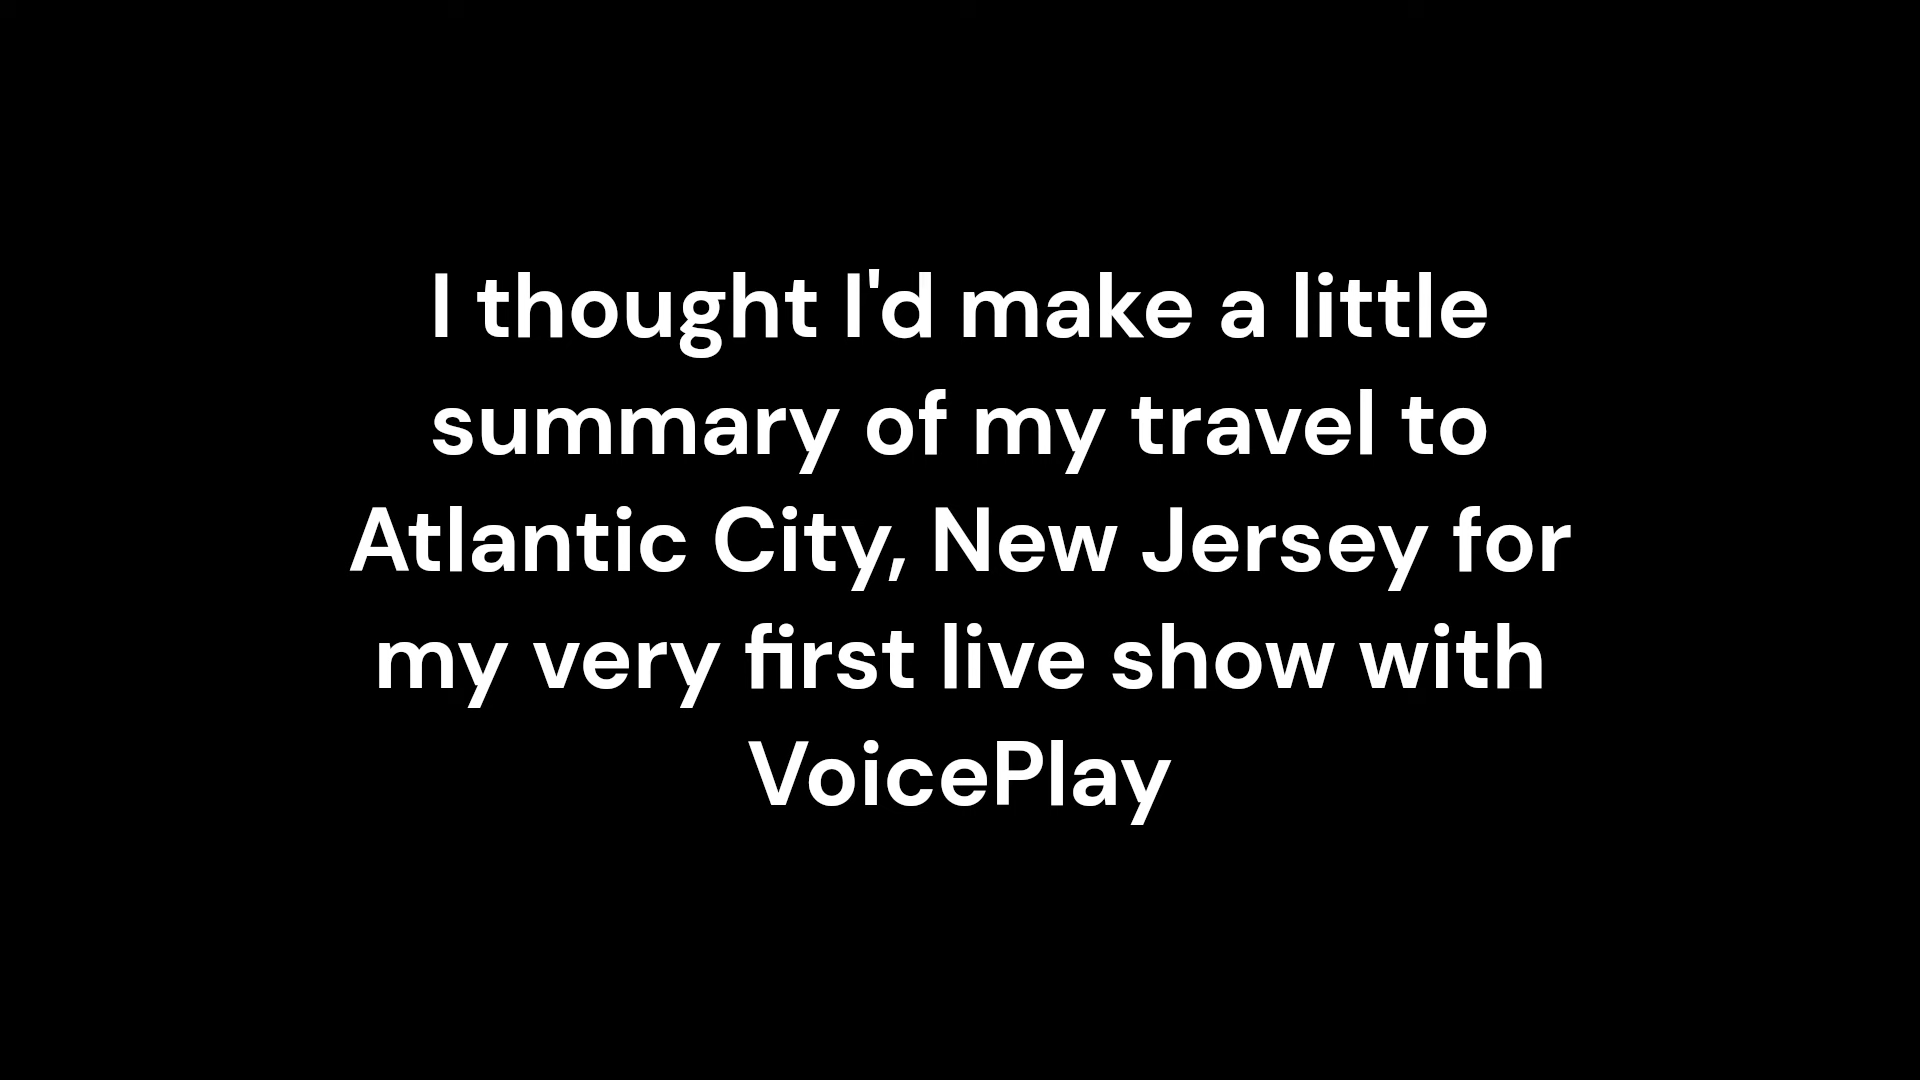 I thought I'd make a little
summary of my travel to
Atlantic City, New Jersey for
my very first live show with
VoicePlay